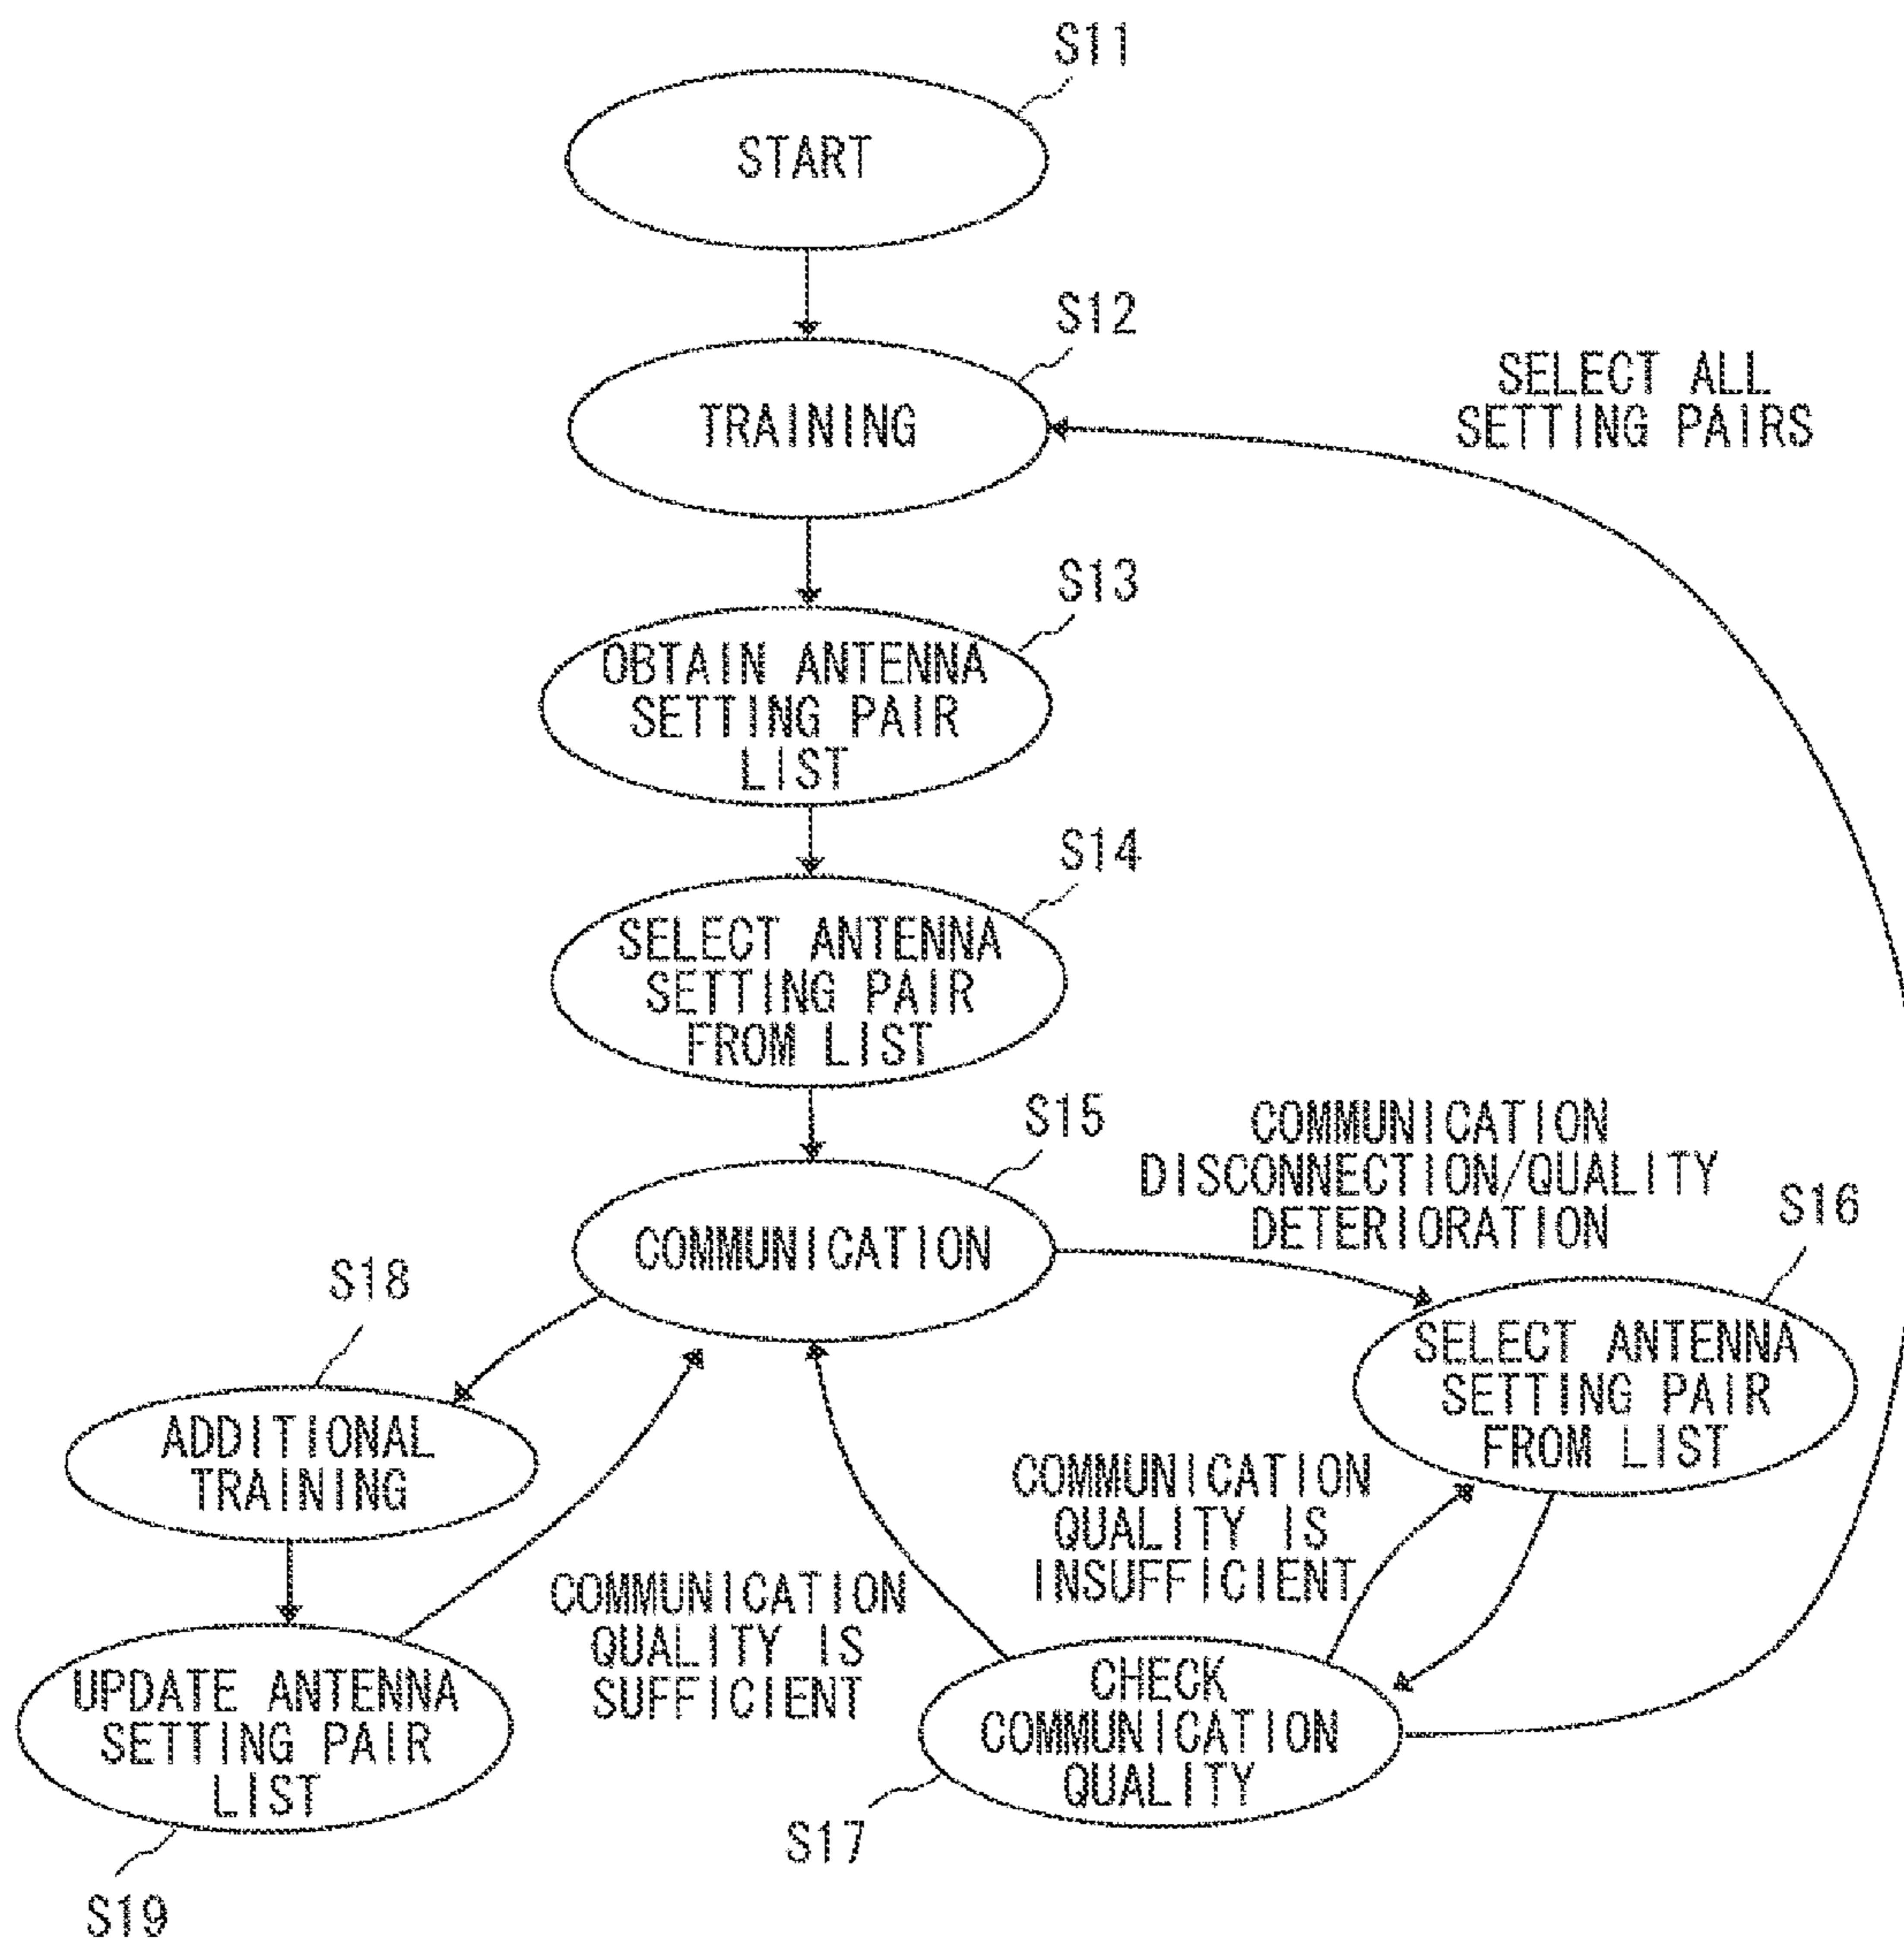 S11
START
S12
TRAINING
SELECT ALL
SETTING PAIRS
S13
OBTAIN ANTENNA
SETTING PAIR
LIST
S14
SELECT ANTENNA
SETTING PAIR
FROM LIST
S15
COMMUNICATION
COMMUNICATION
DISCONNECTION/QUALITY
DETERIORATION
S16
SELECT ANTENNA
SETTING PAIR
FROM LIST
S18
ADDITIONAL
TRAINING
COMMUNICATION
QUALITY IS
INSUFFICIENT
COMMUNICATION
QUALITY IS
SUFFICIENT
UPDATE ANTENNA
SETTING PAIR
LIST
S19
CHECK
COMMUNICATION
QUALITY
S17